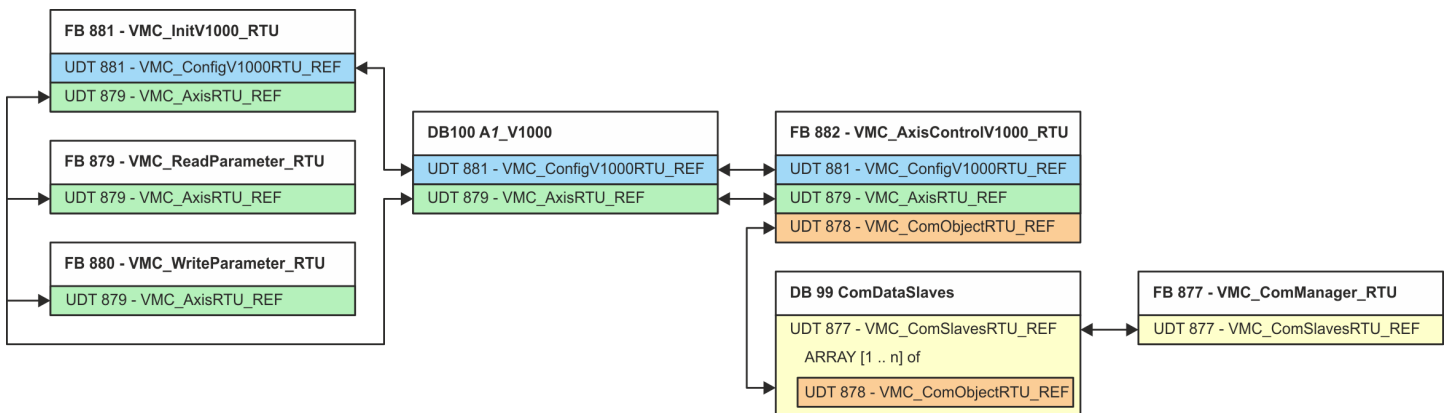 FB 881 - VMC_InitV1000_RTU
UDT 881 - VMC_ConfigV1000RTU_REF
UDT 879 - VMC_AxisRTU_REF
FB 879 - VMC_ReadParameter_RTU
UDT 879 - VMC_AxisRTU_REF
FB 880 - VMC_WriteParameter_RTU
UDT 879 - VMC_AxisRTU_REF
DB100 A1_V1000
UDT 881 - VMC_ConfigV1000RTU_REF
UDT 879 - VMC_AxisRTU_REF
FB 882 - VMC_AxisControlV1000_RTU
UDT 881 - VMC_ConfigV1000RTU_REF
UDT 879 - VMC_AxisRTU_REF
UDT 878 - VMC_ComObjectRTU_REF
DB 99 ComDataSlaves
UDT 877 - VMC_ComSlavesRTU_REF
ARRAY [1 .. n] of
UDT 878 - VMC_ComObjectRTU_REF
FB 877 - VMC_ComManager_RTU
UDT 877 - VMC_ComSlavesRTU_REF